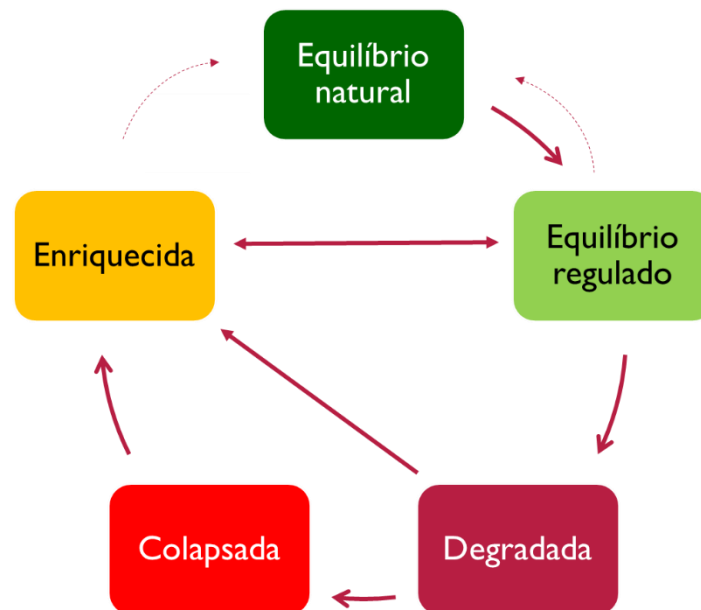 Equilíbrio
natural
Enriquecida
Equilíbrio
regulado
Colapsada
Degradada